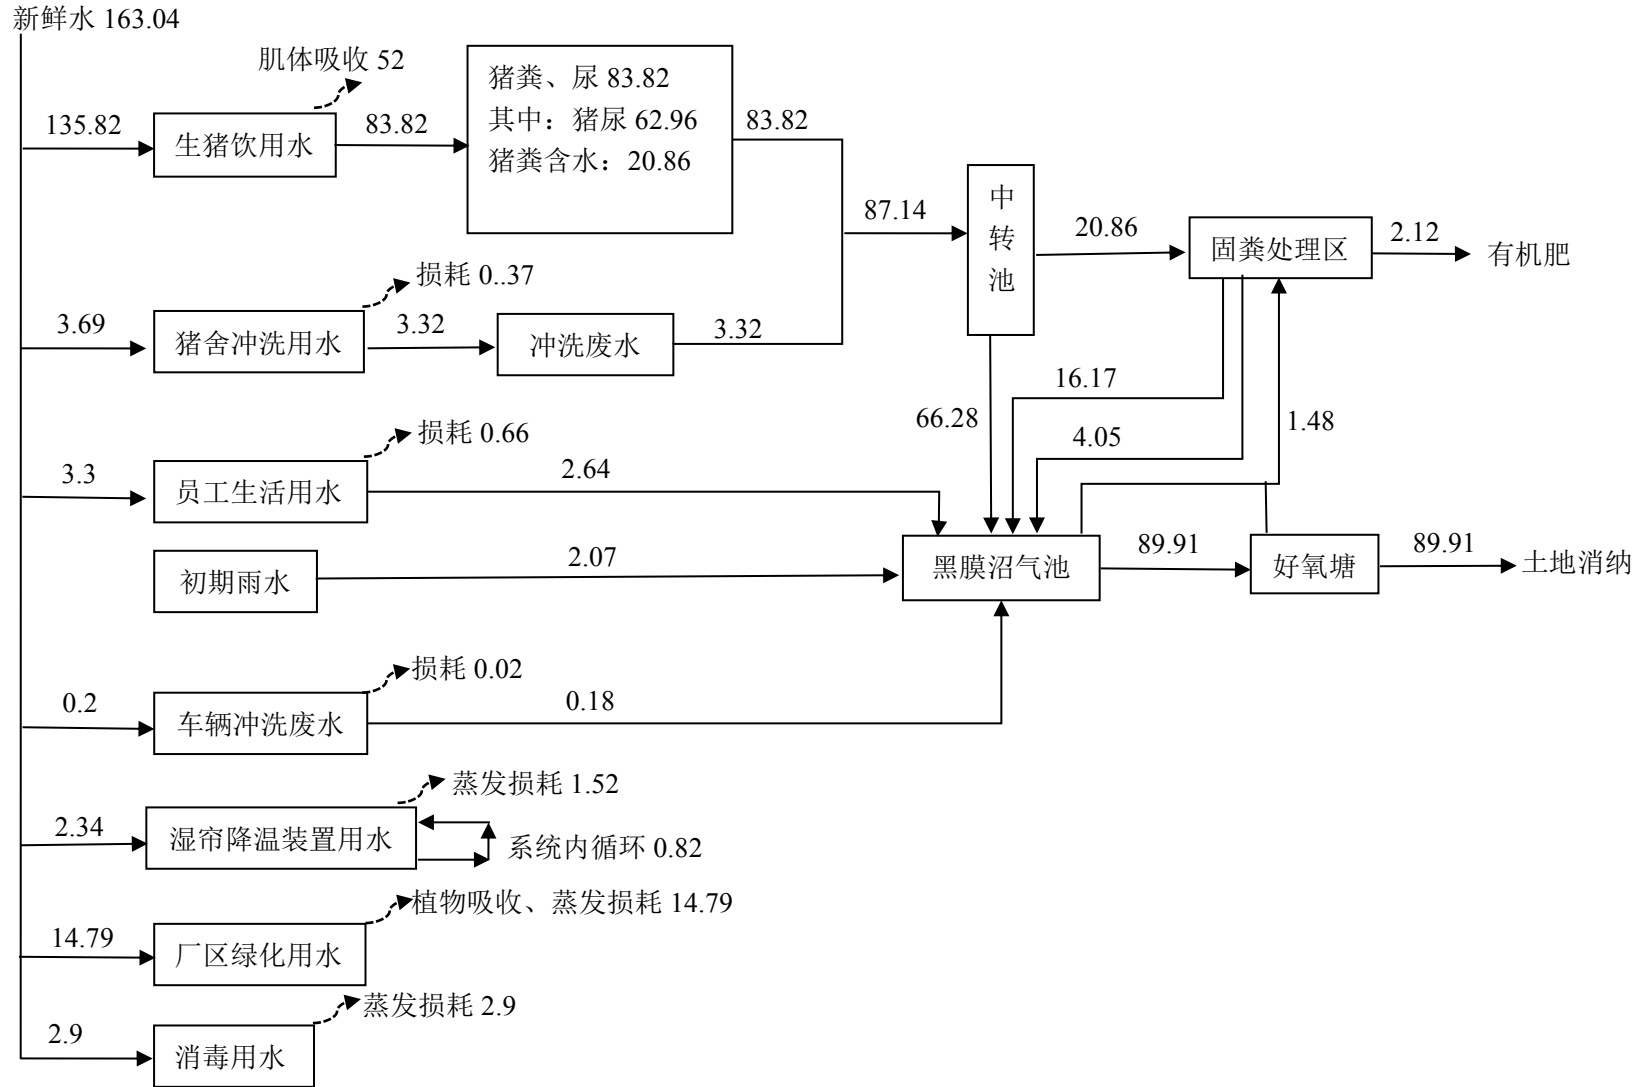 新鲜水 163.04
肌体吸收 52
135.82
生猪饮用水
83.82
猪粪、尿 83.82
其中：猪尿 62.96
猪粪含水：20.86
83.82
87.14
中
转
池
20.86
固粪处理区
2.12
有机肥
损耗 0..37
3.69
猪舍冲洗用水
3.32
冲洗废水
3.32
16.17
66.28
4.05
1.48
损耗 0.66
3.3
员工生活用水
2.64
初期雨水
2.07
黑膜沼气池
89.91
好氧塘
89.91
土地消纳
损耗 0.02
0.2
车辆冲洗废水
0.18
蒸发损耗 1.52
2.34
湿帘降温装置用水
系统内循环 0.82
植物吸收、蒸发损耗 14.79
14.79
厂区绿化用水
蒸发损耗 2.9
2.9
消毒用水